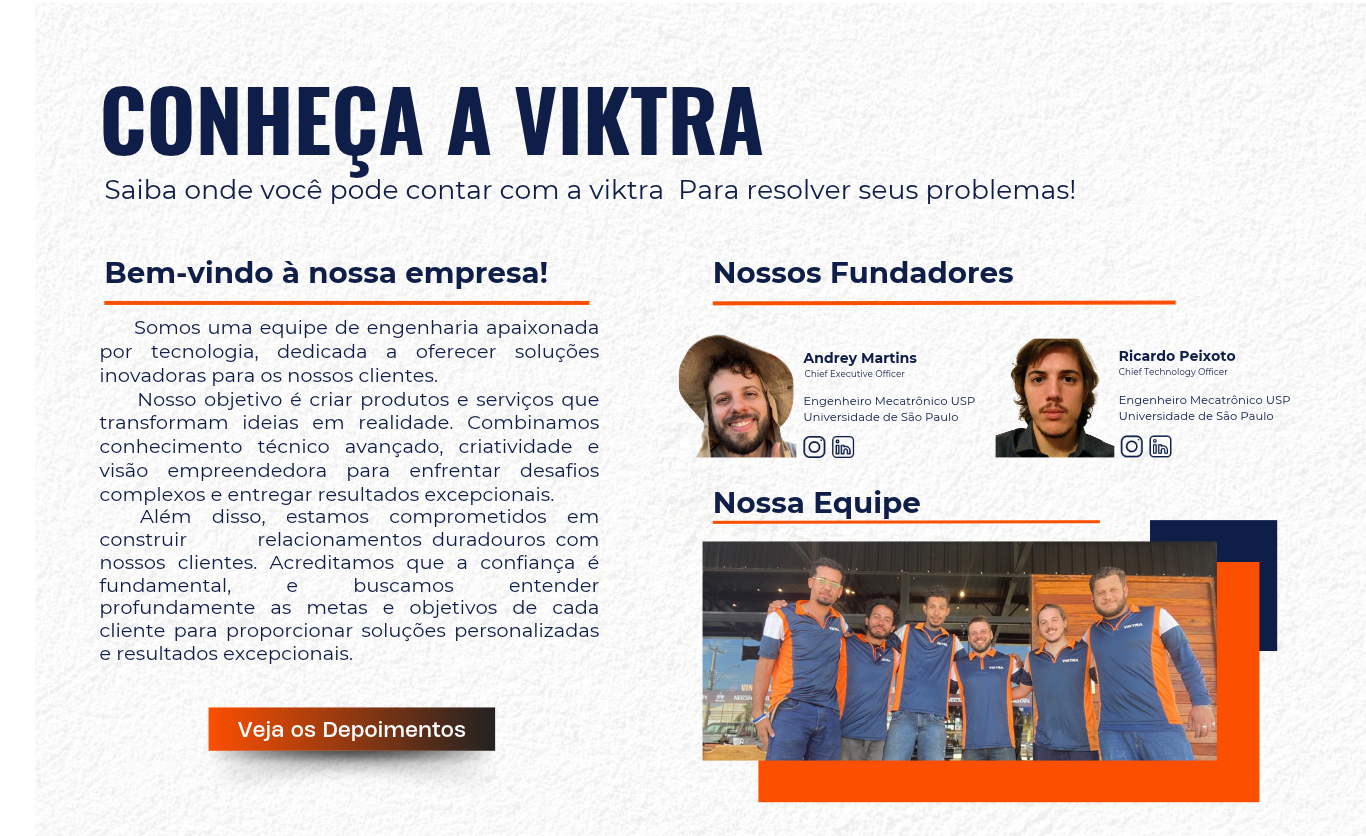 CONHEÇA A VIKTRA
Saiba onde você pode contar com a viktra Para resolver seus problemas!
Bem-vindo à nossa empresa!
Somos uma equipe de engenharia apaixonada
por tecnologia, dedicada a oferecer soluções
inovadoras para os nossos clientes.
Nosso objetivo é criar produtos e serviços que
transformam ideias em realidade. Combinamos
conhecimento técnico avançado, criatividade e
visão empreendedora para enfrentar desafios
complexos e entregar resultados excepcionais.
Além disso, estamos comprometidos em
construir relacionamentos duradouros com
nossos clientes. Acreditamos que a confiança é
fundamental, e buscamos entender
profundamente as metas e objetivos de cada
cliente para proporcionar soluções personalizadas
e resultados excepcionais.
Veja os Depoimentos
Nossos Fundadores
Andrey Martins
Chief Executive Officer
Engenheiro Mecatrônico USP
Universidade de São Paulo
Ricardo Peixoto
Chief Technology Officer
Engenheiro Mecatrônico USP
Universidade de São Paulo
Nossa Equipe
VIKTRA
VIKTRA
VIKTRA
VIKTRA